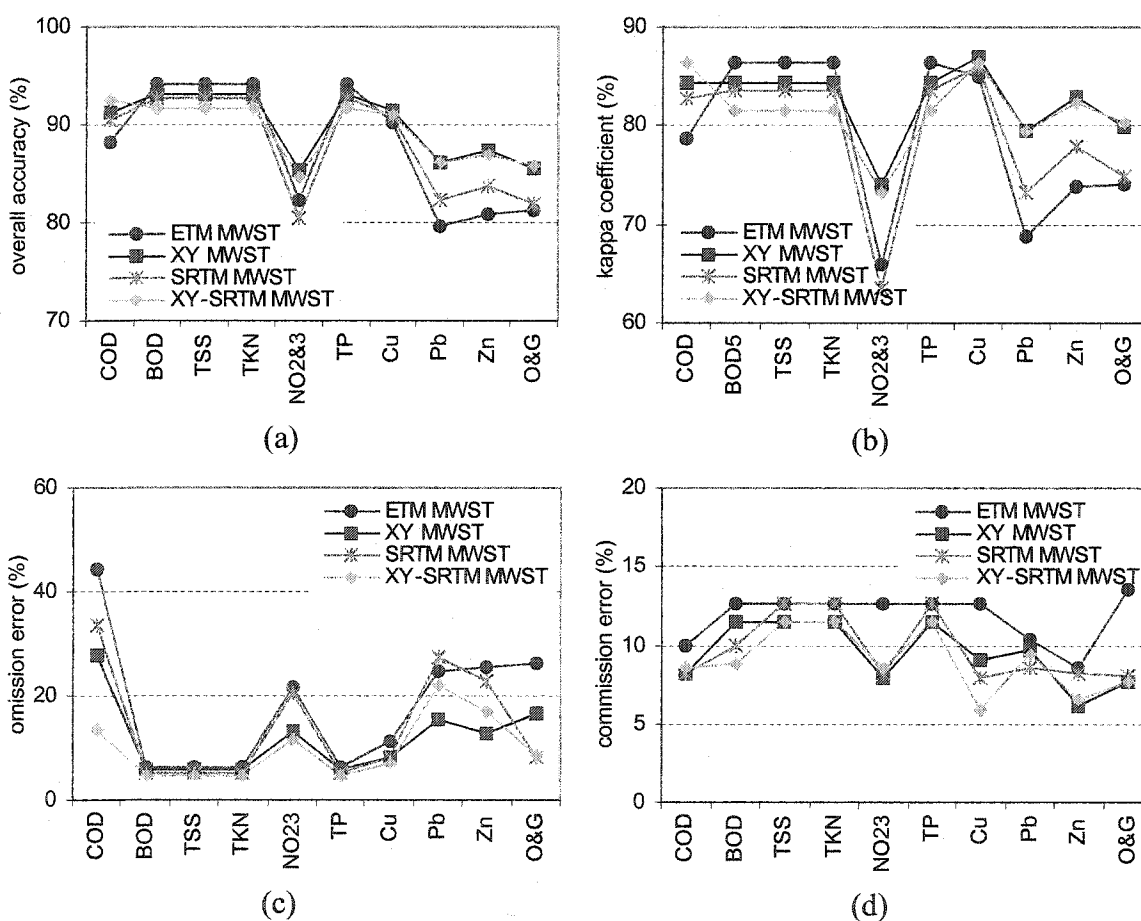 overall accuracy (%)
100
90
80
70
ETM MWST
XY MWST
SRTM MWST
XY-SRTM MWST
COD
BOD
TSS
TKN
NO2&3
TP
Cu
Pb
Zn
O&G
(a)
kappa coefficient (%)
90
80
70
60
ETM MWST
XY MWST
SRTM MWST
XY-SRTM MWST
COD
BOD5
TSS
TKN
NO2&3
TP
Cu
Pb
Zn
O&G
(b)
omission error (%)
60
40
20
0
ETM MWST
XY MWST
SRTM MWST
XY-SRTM MWST
COD
BOD
TSS
TKN
NO23
TP
Cu
Pb
Zn
O&G
(c)
commission error (%)
20
15
10
5
0
ETM MWST
XY MWST
SRTM MWST
XY-SRTM MWST
COD
BOD
TSS
TKN
NO23
TP
Cu
Pb
Zn
O&G
(d)